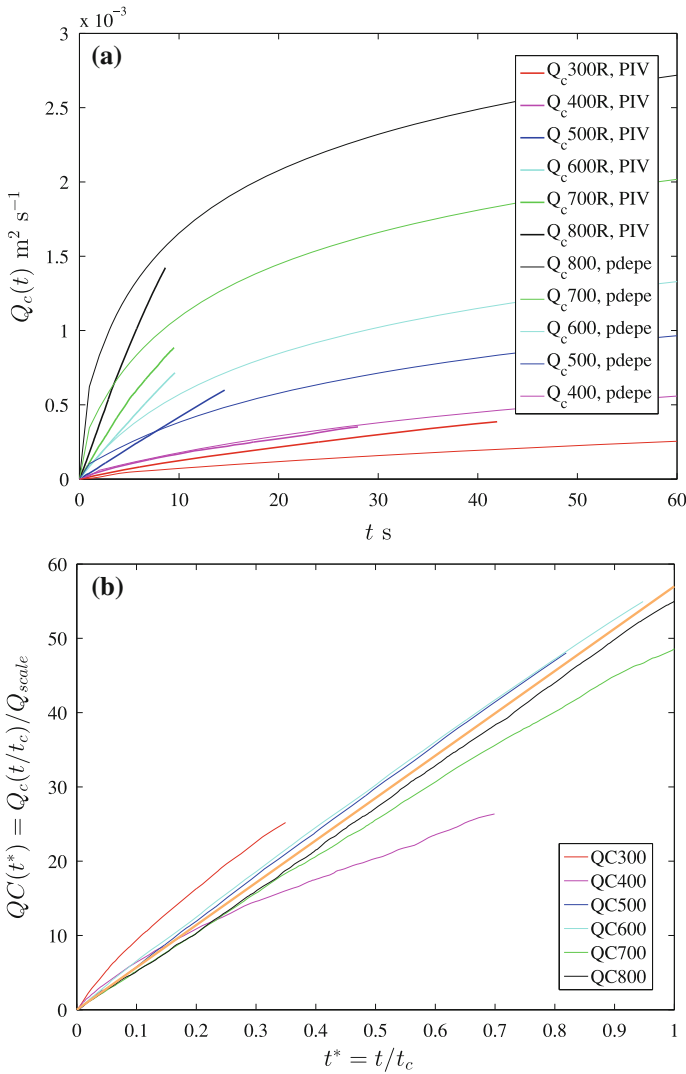 x 10⁻³
(a)
3
2.5
2
1.5
1
0.5
0
Q_c(t) m² s⁻¹
Q_c300R, PIV
Q_c400R, PIV
Q_c500R, PIV
Q_c600R, PIV
Q_c700R, PIV
Q_c800R, PIV
Q_c800, pdepe
Q_c700, pdepe
Q_c600, pdepe
Q_c500, pdepe
Q_c400, pdepe
0 10 20 30 40 50 60
t s
(b)
60
50
40
30
20
10
0
QC(t*) = Q_c(t/t_c)/Q_scale
QC300
QC400
QC500
QC600
QC700
QC800
0 0.1 0.2 0.3 0.4 0.5 0.6 0.7 0.8 0.9 1
t* = t/t_c